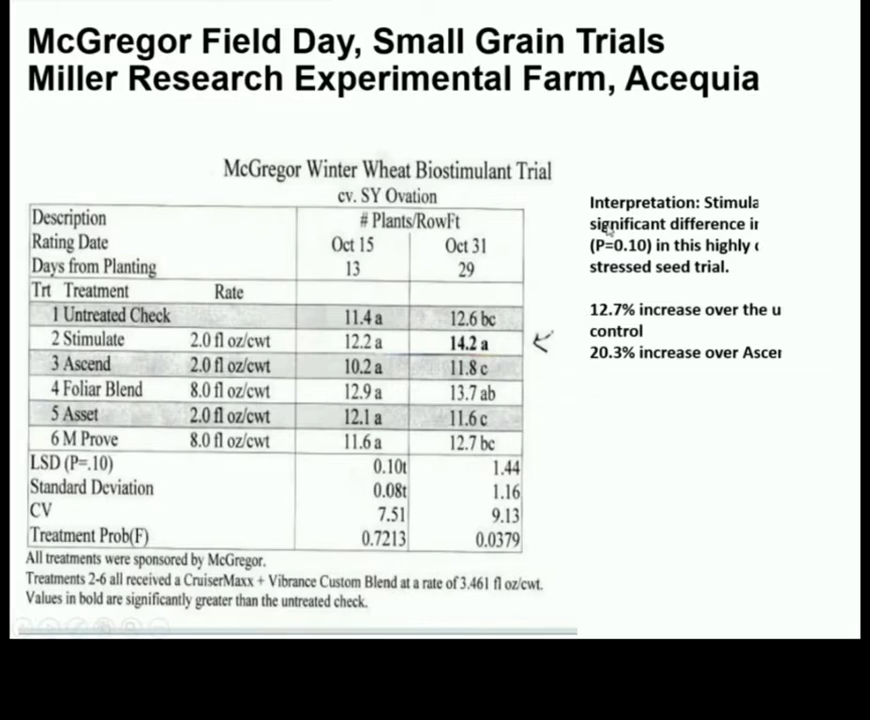 McGregor Field Day, Small Grain Trials
Miller Research Experimental Farm, Acequia
McGregor Winter Wheat Biostimulant Trial
cv. SY Ovation
Description # Plants/RowFt
Rating Date Oct 15 Oct 31
Days from Planting 13 29
Trt Treatment Rate
1 Untreated Check 11.4 a 12.6 bc
2 Stimulate 2.0 fl oz/cwt 12.2 a 14.2 a
3 Ascend 2.0 fl oz/cwt 10.2 a 11.8 c
4 Foliar Blend 8.0 fl oz/cwt 12.9 a 13.7 ab
5 Asset 2.0 fl oz/cwt 12.1 a 11.6 c
6 M Prove 8.0 fl oz/cwt 11.6 a 12.7 bc
LSD (P=.10) 0.10t 1.44
Standard Deviation 0.08t 1.16
CV 7.51 9.13
Treatment Prob(F) 0.7213 0.0379
All treatments were sponsored by McGregor.
Treatments 2-6 all received a CruiserMaxx + Vibrance Custom Blend at a rate of 3.461 fl oz/cwt.
Values in bold are significantly greater than the untreated check.
Interpretation: Stimula
significant difference in
(P=0.10) in this highly
stressed seed trial.
12.7% increase over the u
control
20.3% increase over Ascen